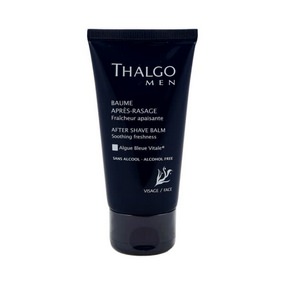 THALGO
MEN
BAUME
APRÈS-RASAGE
Fraîcheur apaisante
AFTER SHAVE BALM
Soothing freshness
Algue Bleue Vitale®
SANS ALCOOL - ALCOHOL FREE
VISAGE / FACE